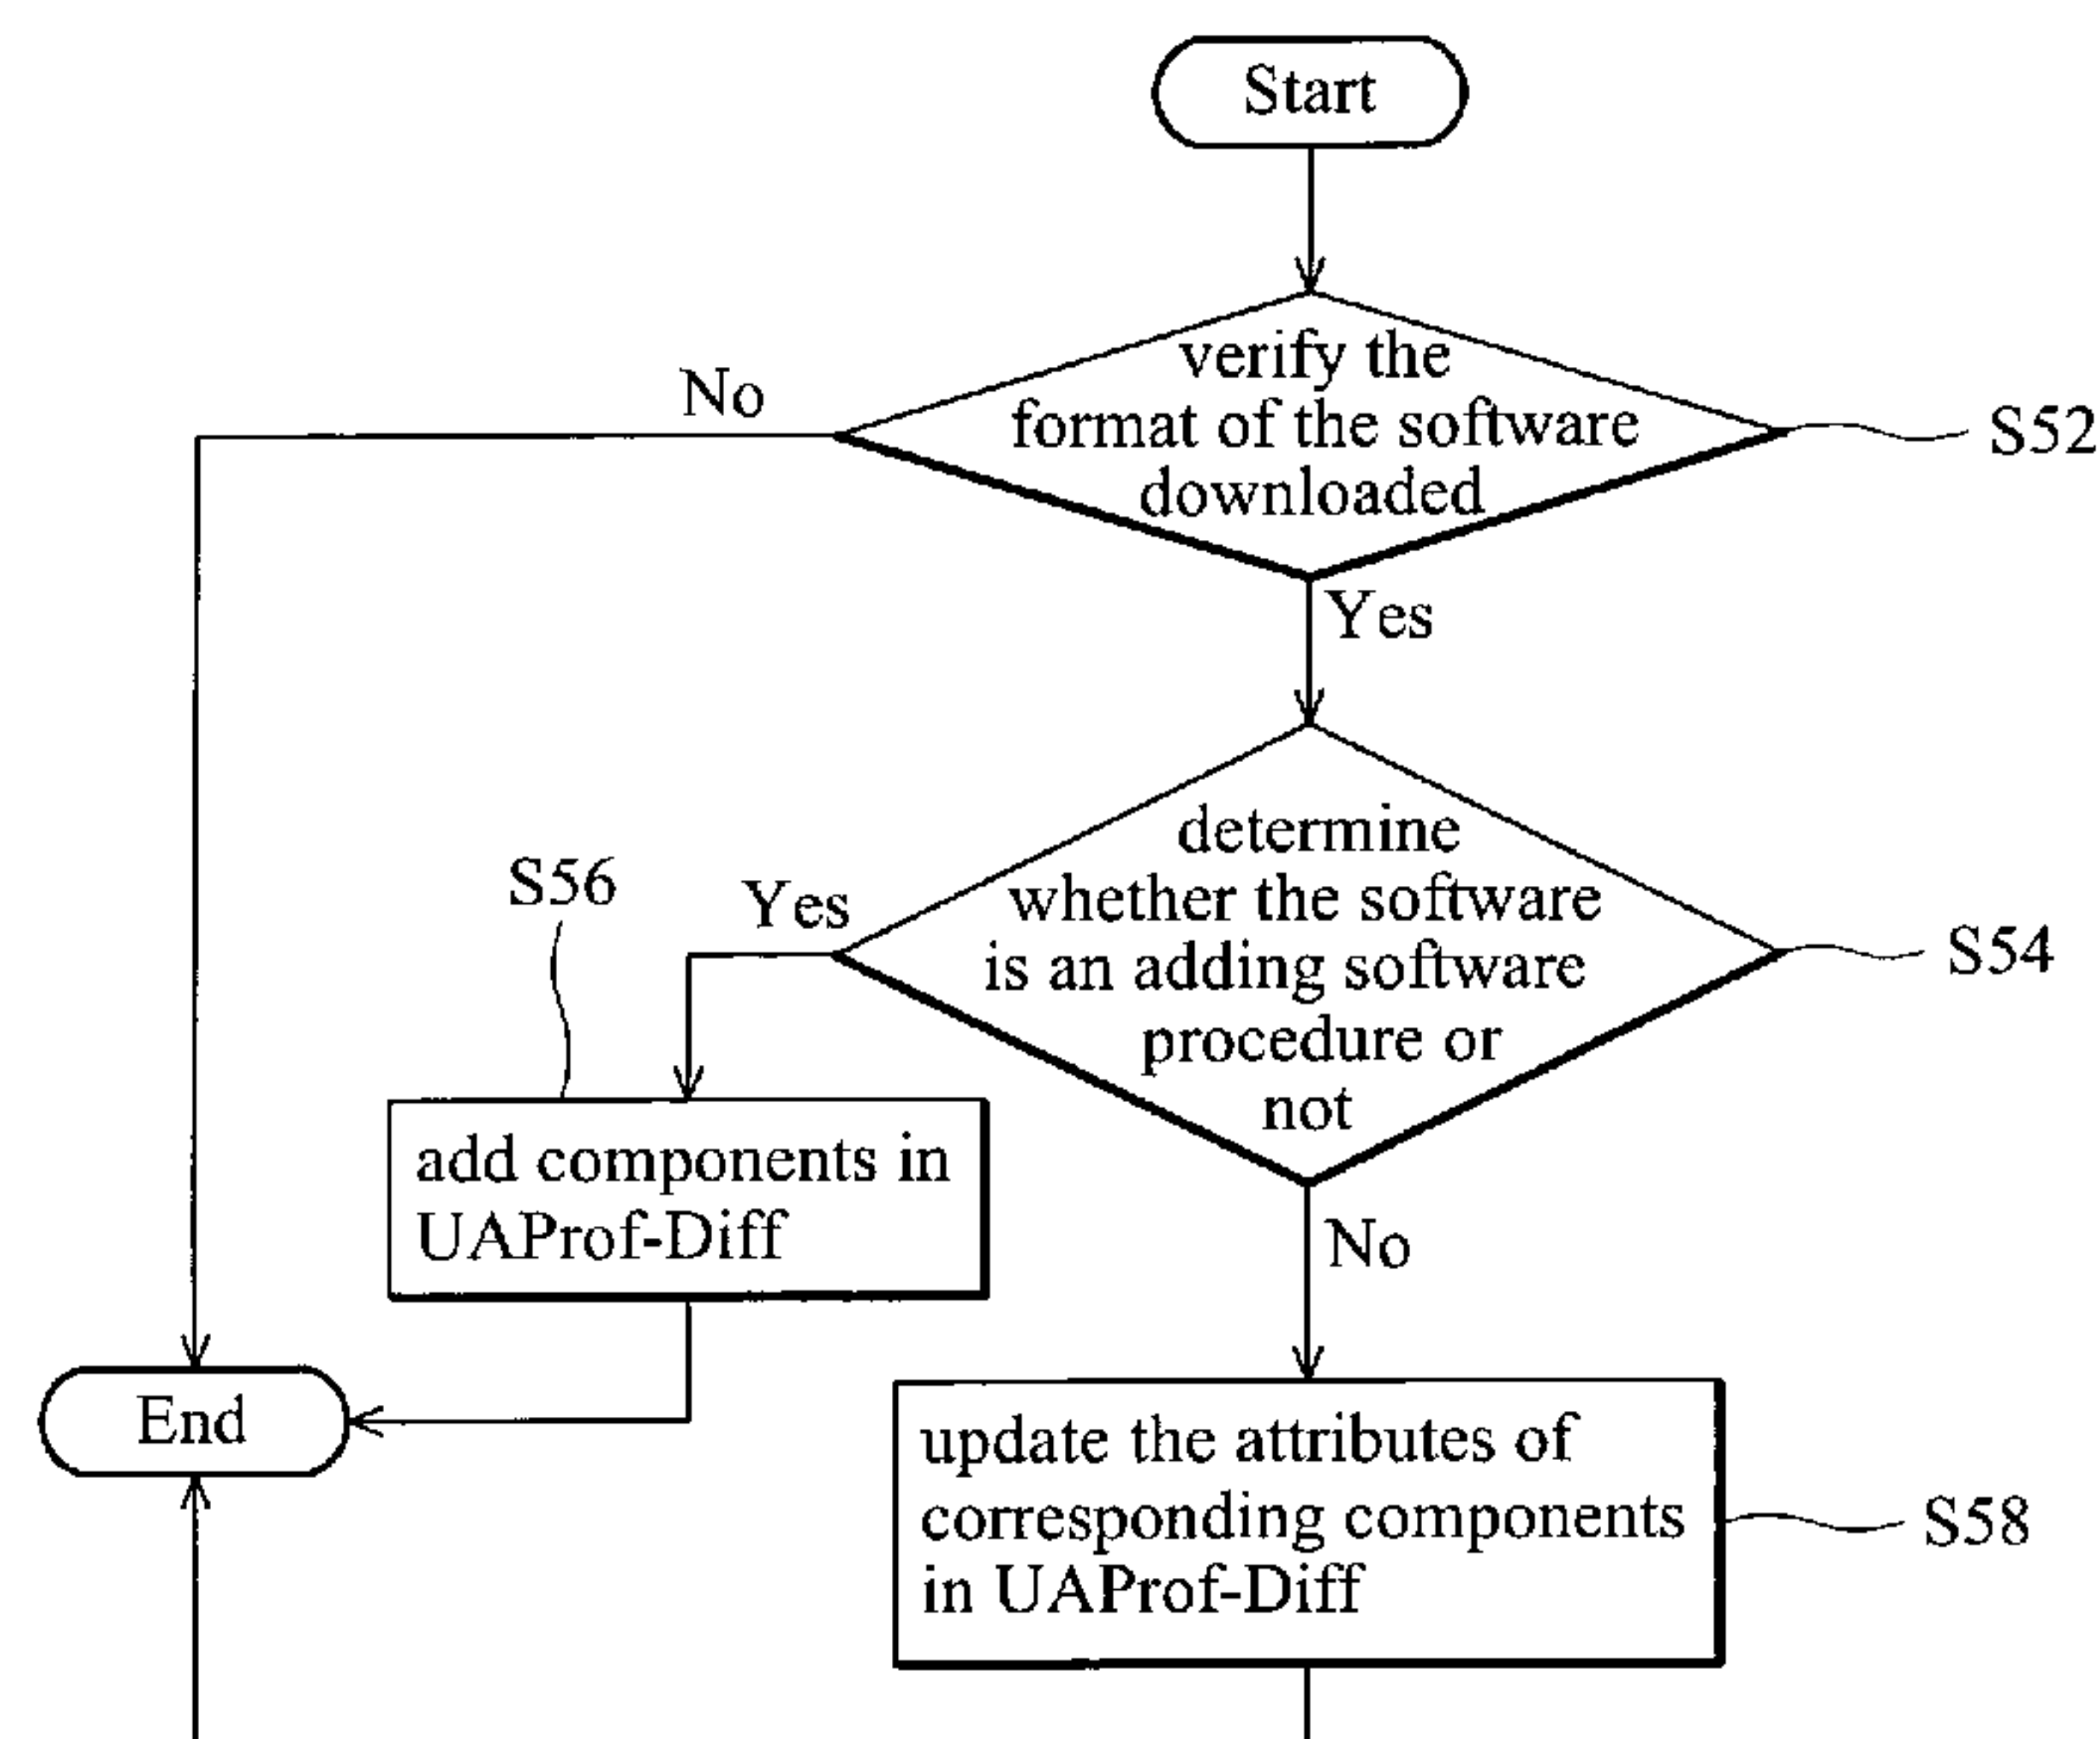 Start
verify the
format of the software
downloaded
S52
No
Yes
determine
whether the software
is an adding software
procedure or
not
S54
S56
Yes
add components in
UAProf-Diff
No
End
update the attributes of
corresponding components
in UAProf-Diff
S58